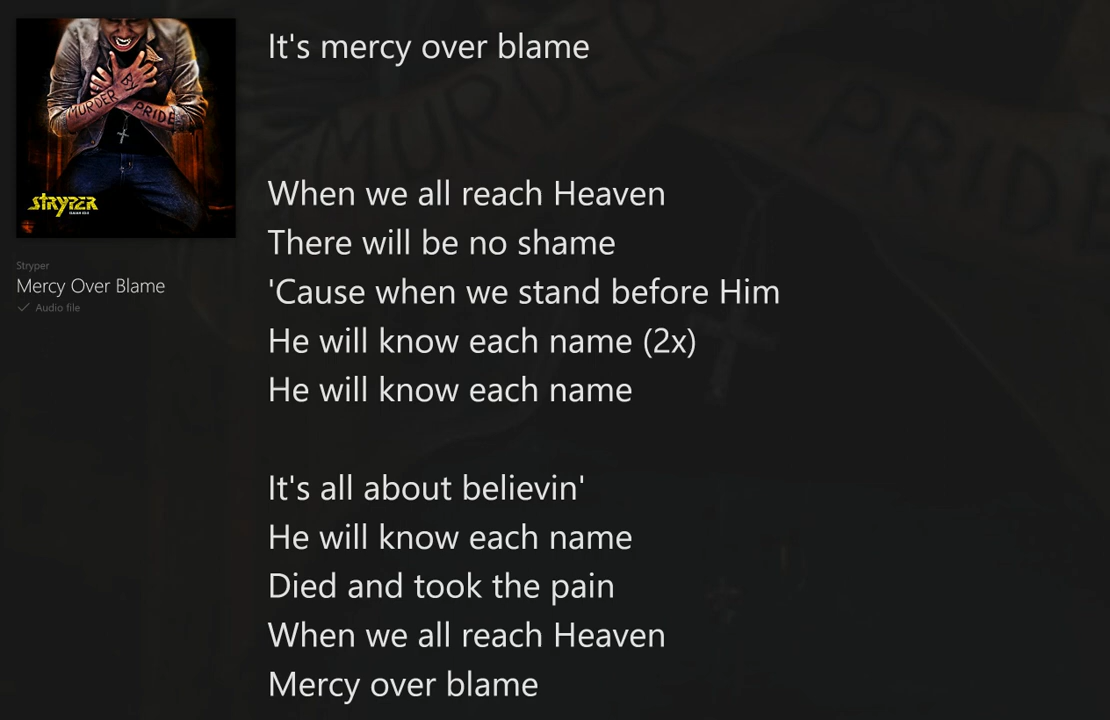 It's mercy over blame
When we all reach Heaven
There will be no shame
'Cause when we stand before Him
He will know each name (2x)
He will know each name
It's all about believin'
He will know each name
Died and took the pain
When we all reach Heaven
Mercy over blame
MURDER BY PRIDE
STRYPER
Stryper
Mercy Over Blame
Audio file
MURDER
PRIDE